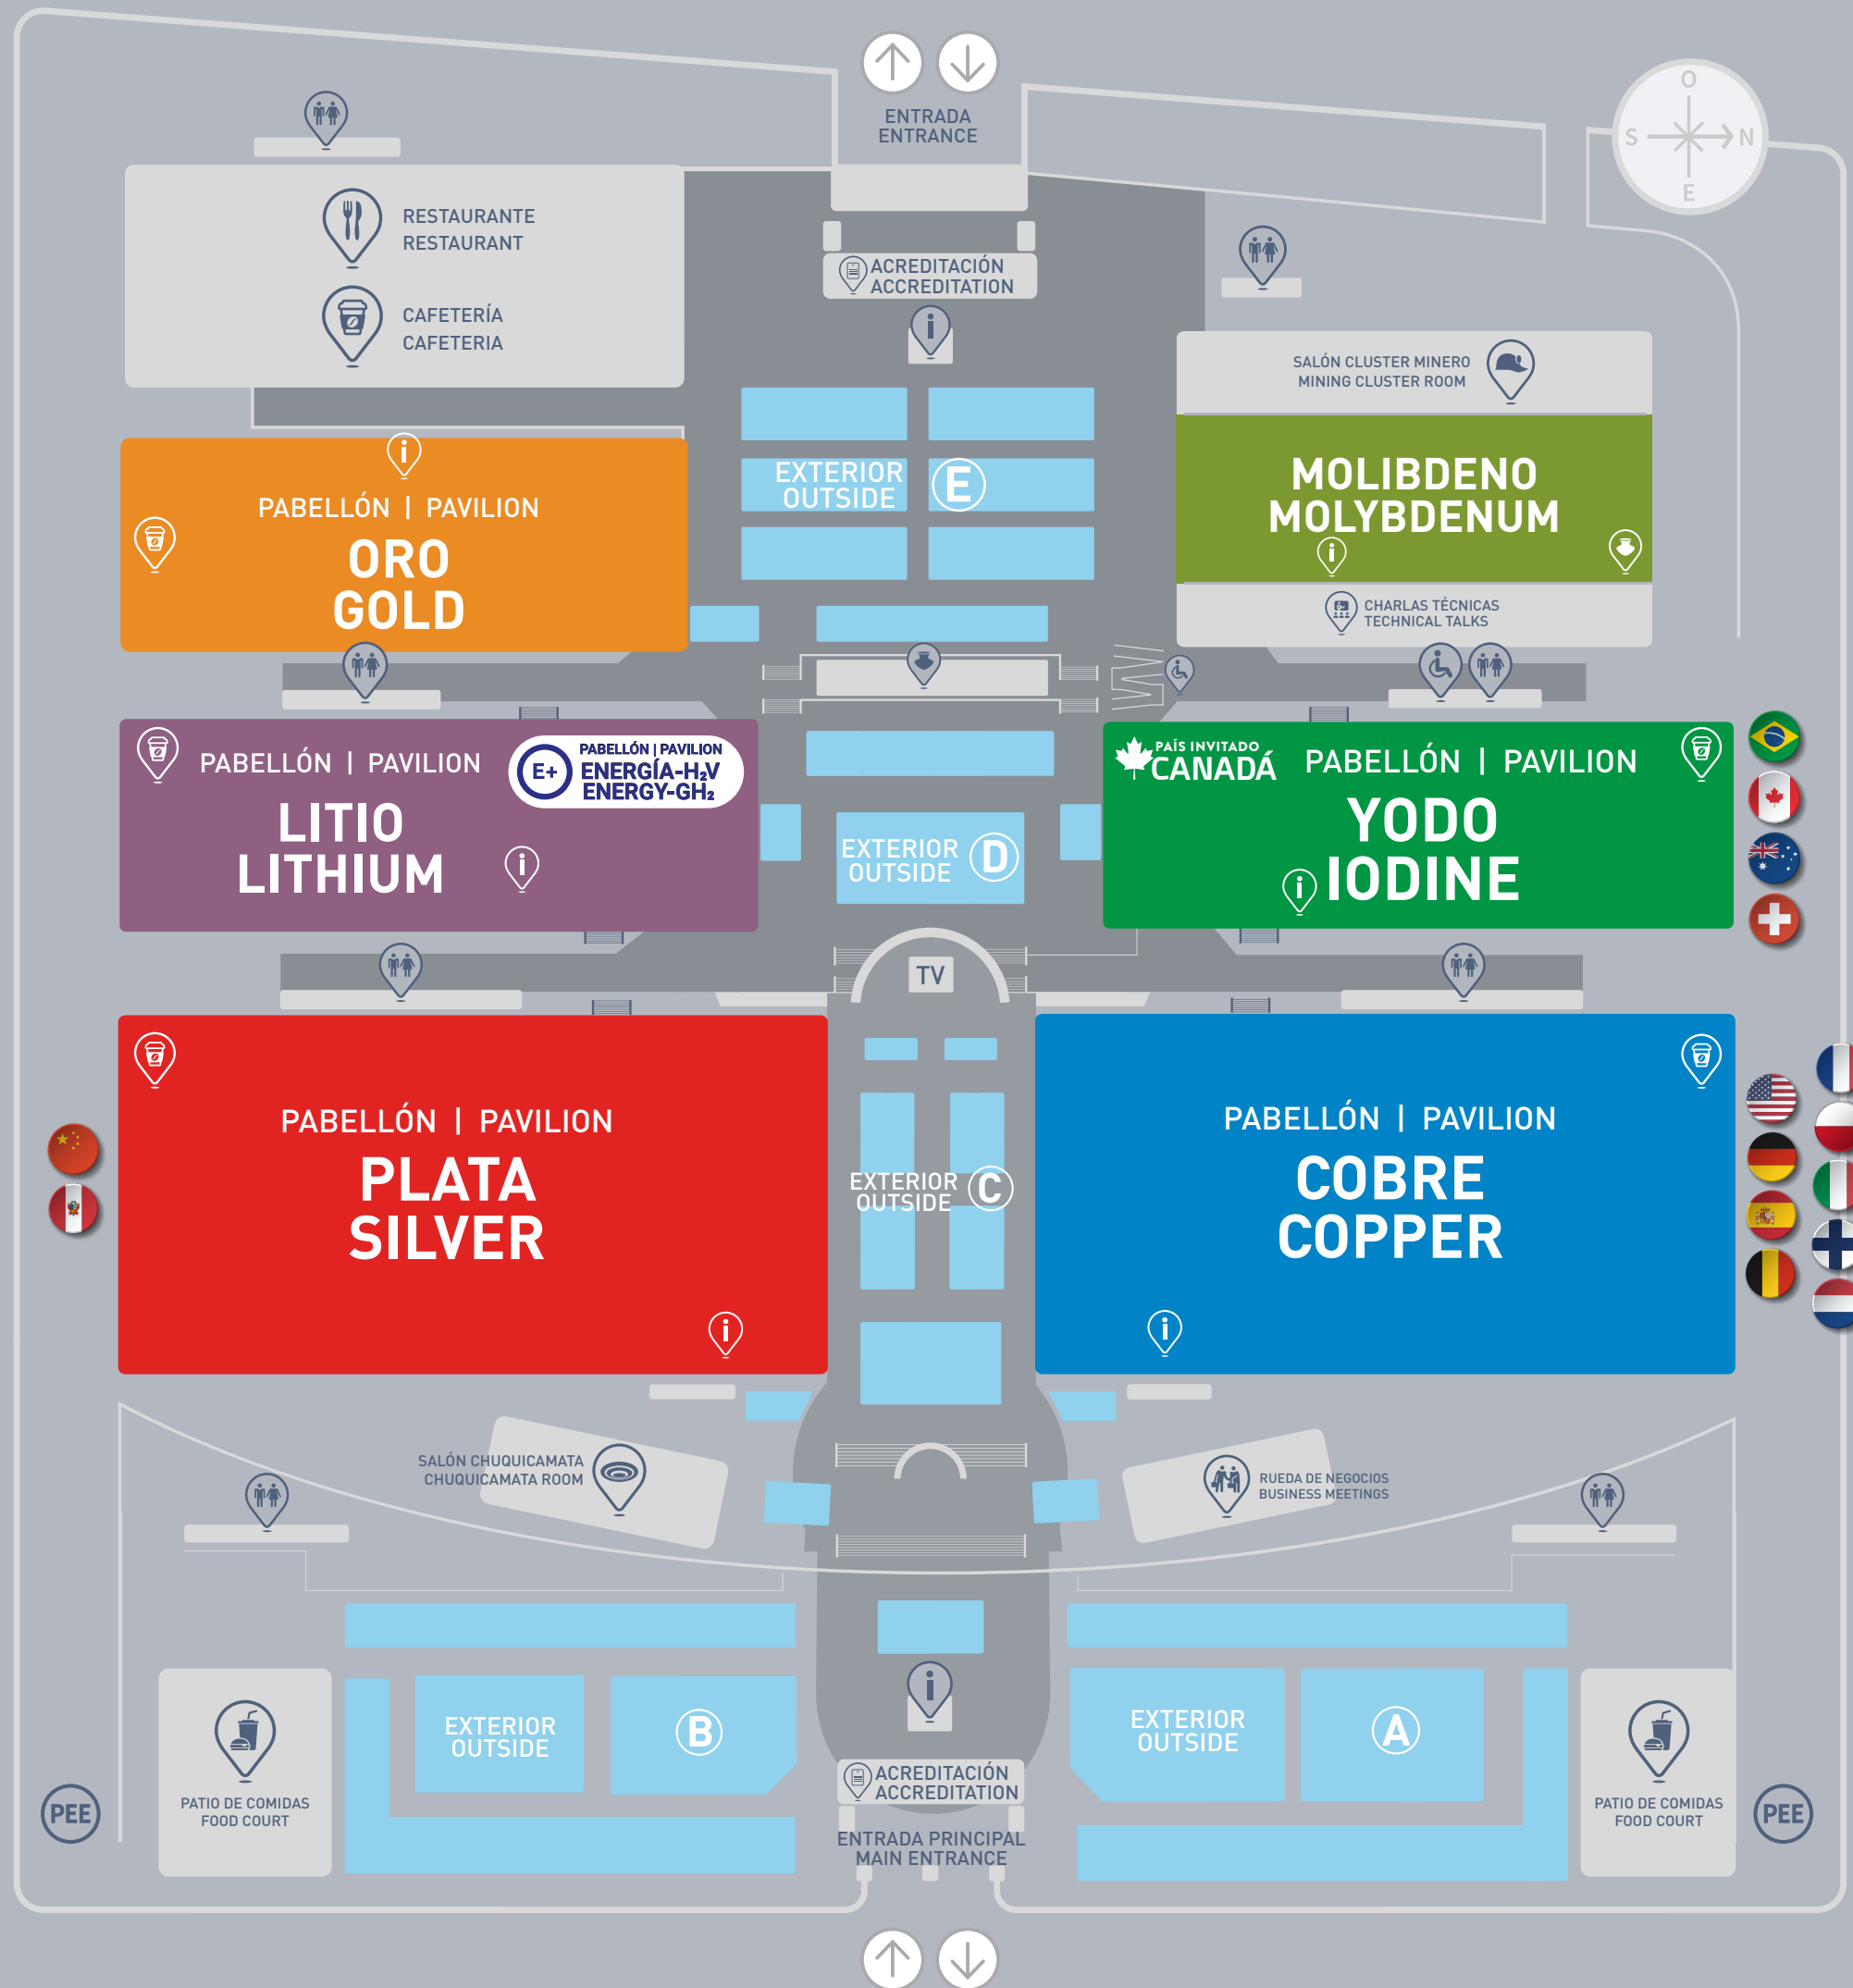 ENTRADA
ENTRANCE
O
S
N
E
RESTAURANTE
RESTAURANT
CAFETERÍA
CAFETERIA
ACREDITACIÓN
ACCREDITATION
i
SALÓN CLUSTER MINERO
MINING CLUSTER ROOM
i
PABELLÓN | PAVILION
ORO
GOLD
EXTERIOR
OUTSIDE
E
MOLIBDENO
MOLYBDENUM
i
CHARLAS TÉCNICAS
TECHNICAL TALKS
PABELLÓN | PAVILION
LITIO
LITHIUM
i
E+
PABELLÓN | PAVILION
ENERGÍA-H₂V
ENERGY-GH₂
EXTERIOR
OUTSIDE
D
PAÍS INVITADO
CANADÁ
PABELLÓN | PAVILION
YODO
IODINE
i
TV
PABELLÓN | PAVILION
PLATA
SILVER
i
EXTERIOR
OUTSIDE
C
PABELLÓN | PAVILION
COBRE
COPPER
i
SALÓN CHUQUICAMATA
CHUQUICAMATA ROOM
RUEDA DE NEGOCIOS
BUSINESS MEETINGS
EXTERIOR
OUTSIDE
B
i
EXTERIOR
OUTSIDE
A
PATIO DE COMIDAS
FOOD COURT
PEE
ACREDITACIÓN
ACCREDITATION
ENTRADA PRINCIPAL
MAIN ENTRANCE
PATIO DE COMIDAS
FOOD COURT
PEE